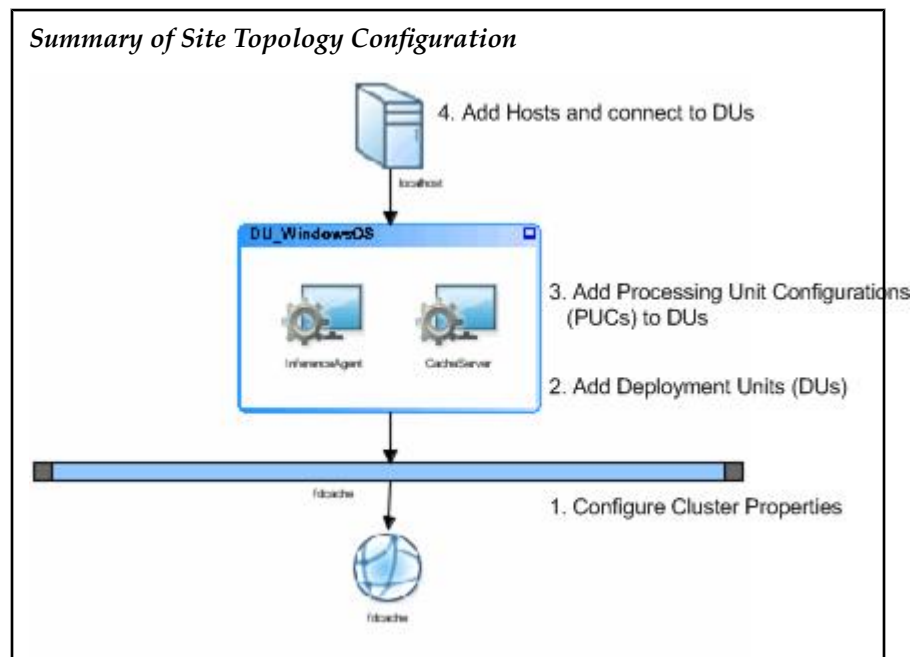 Summary of Site Topology Configuration
4. Add Hosts and connect to DUs
localhost
DU_WindowsOS
3. Add Processing Unit Configurations
(PUCs) to DUs
InferenceAgent
CacheServer
2. Add Deployment Units (DUs)
fdcache
1. Configure Cluster Properties
fdcache